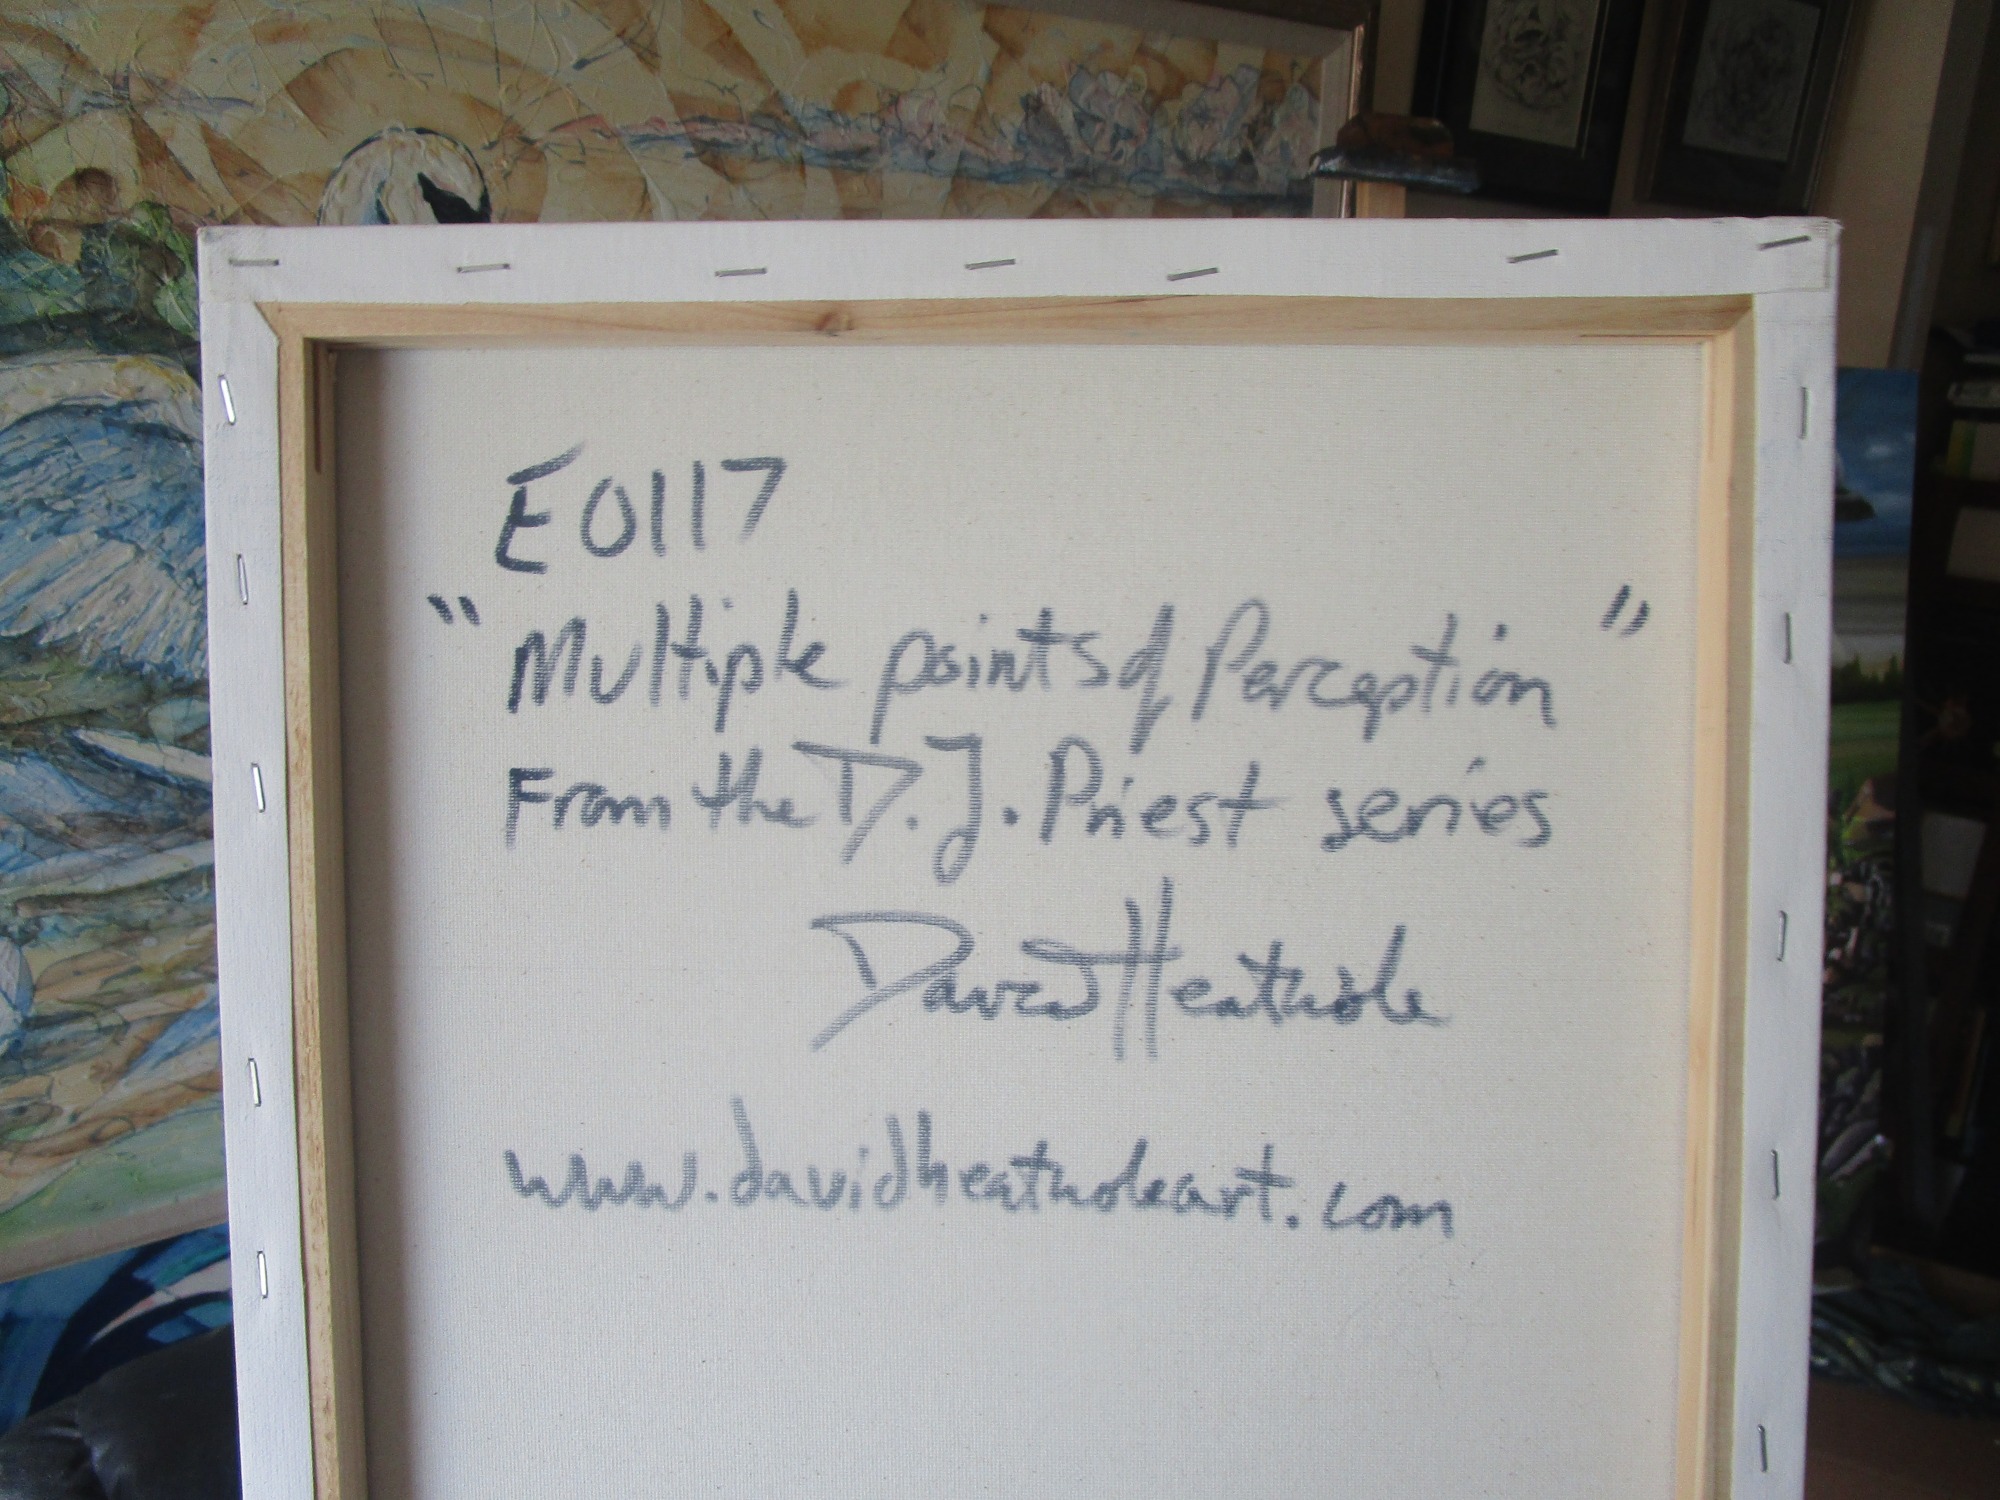 E0117
"Multiple points of Perception"
From the D.J. Priest series
David Heathole
www.davidheatholeart.com